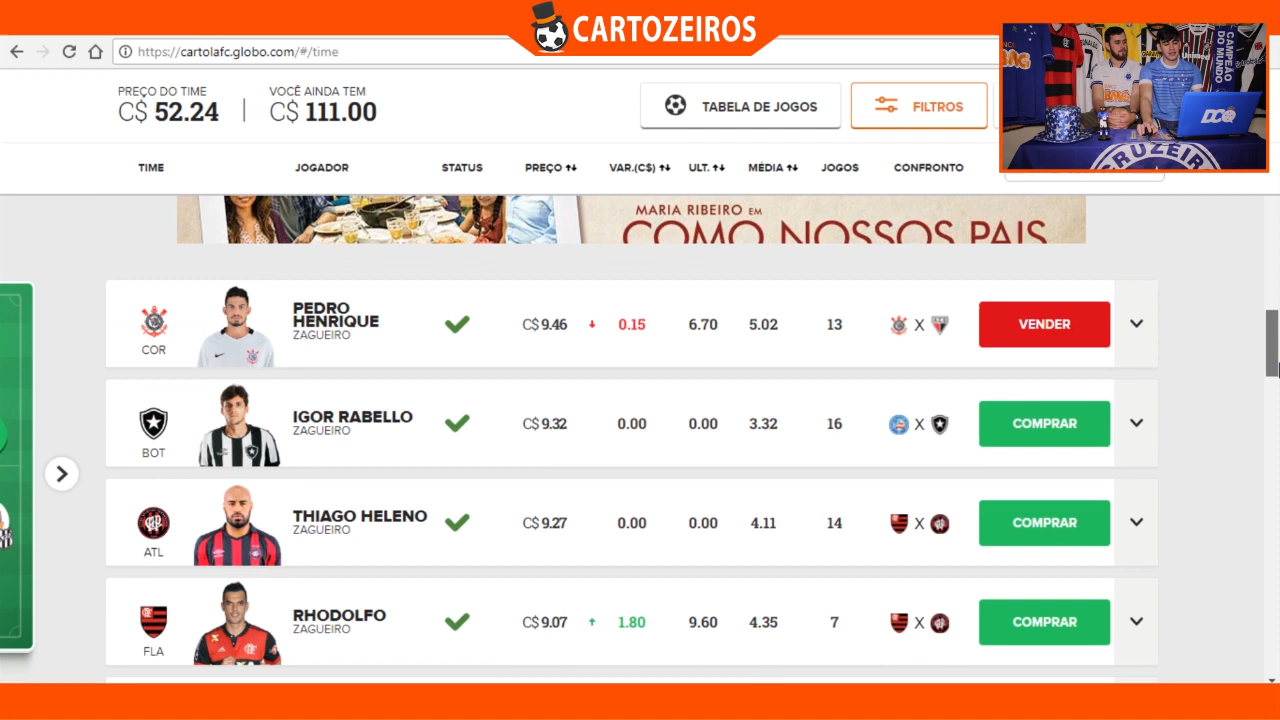 CARTOZEIROS
https://cartolafc.globo.com/#/time
PREÇO DO TIME
C$ 52.24
VOCÊ AINDA TEM
C$ 111.00
TABELA DE JOGOS
FILTROS
TIME JOGADOR STATUS PREÇO VAR.(C$) ULT. MÉDIA JOGOS CONFRONTO
MARIA RIBEIRO EM
COMO NOSSOS PAIS
PEDRO
HENRIQUE
ZAGUEIRO
COR
C$ 9.46 0.15 6.70 5.02 13 X VENDER
IGOR RABELLO
ZAGUEIRO
BOT
C$ 9.32 0.00 0.00 3.32 16 X COMPRAR
THIAGO HELENO
ZAGUEIRO
ATL
C$ 9.27 0.00 0.00 4.11 14 X COMPRAR
RHODOLFO
ZAGUEIRO
FLA
C$ 9.07 1.80 9.60 4.35 7 X COMPRAR
CAMPEÃO
DO MUNDO
CRUZEIR